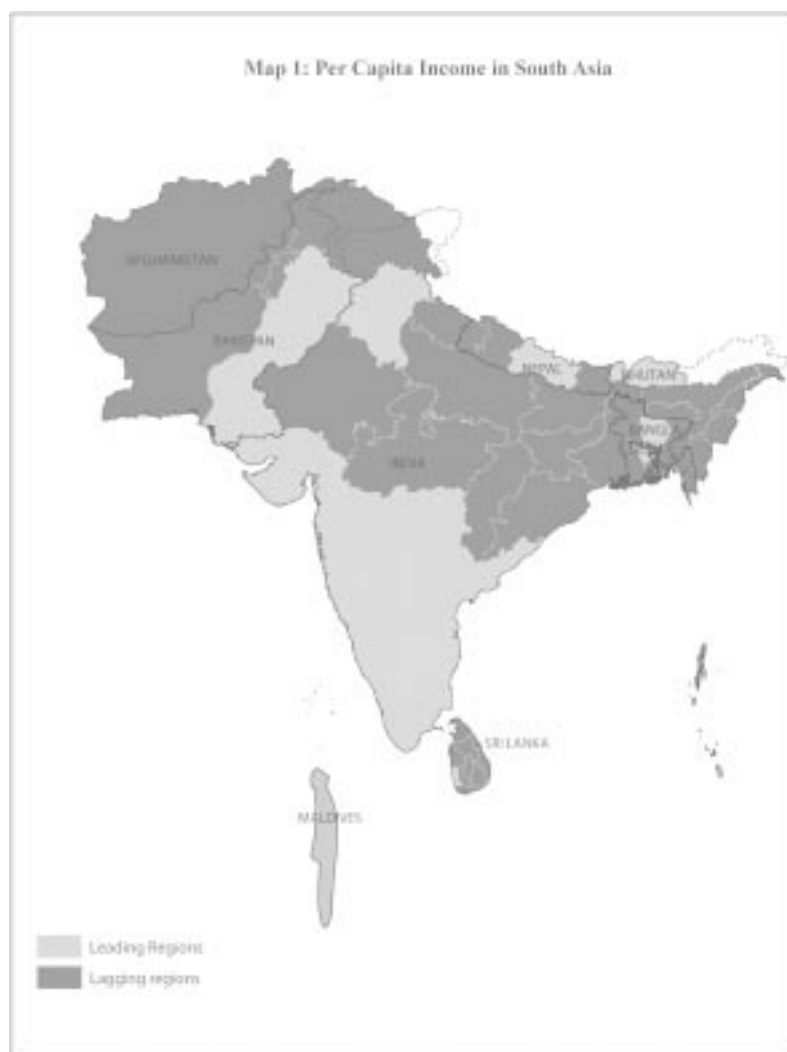 Map 1: Per Capita Income in South Asia
AFGHANISTAN
PAKISTAN
NEPAL
BHUTAN
BANGL
INDIA
SRI LANKA
MALDIVES
Leading Regions
Lagging regions